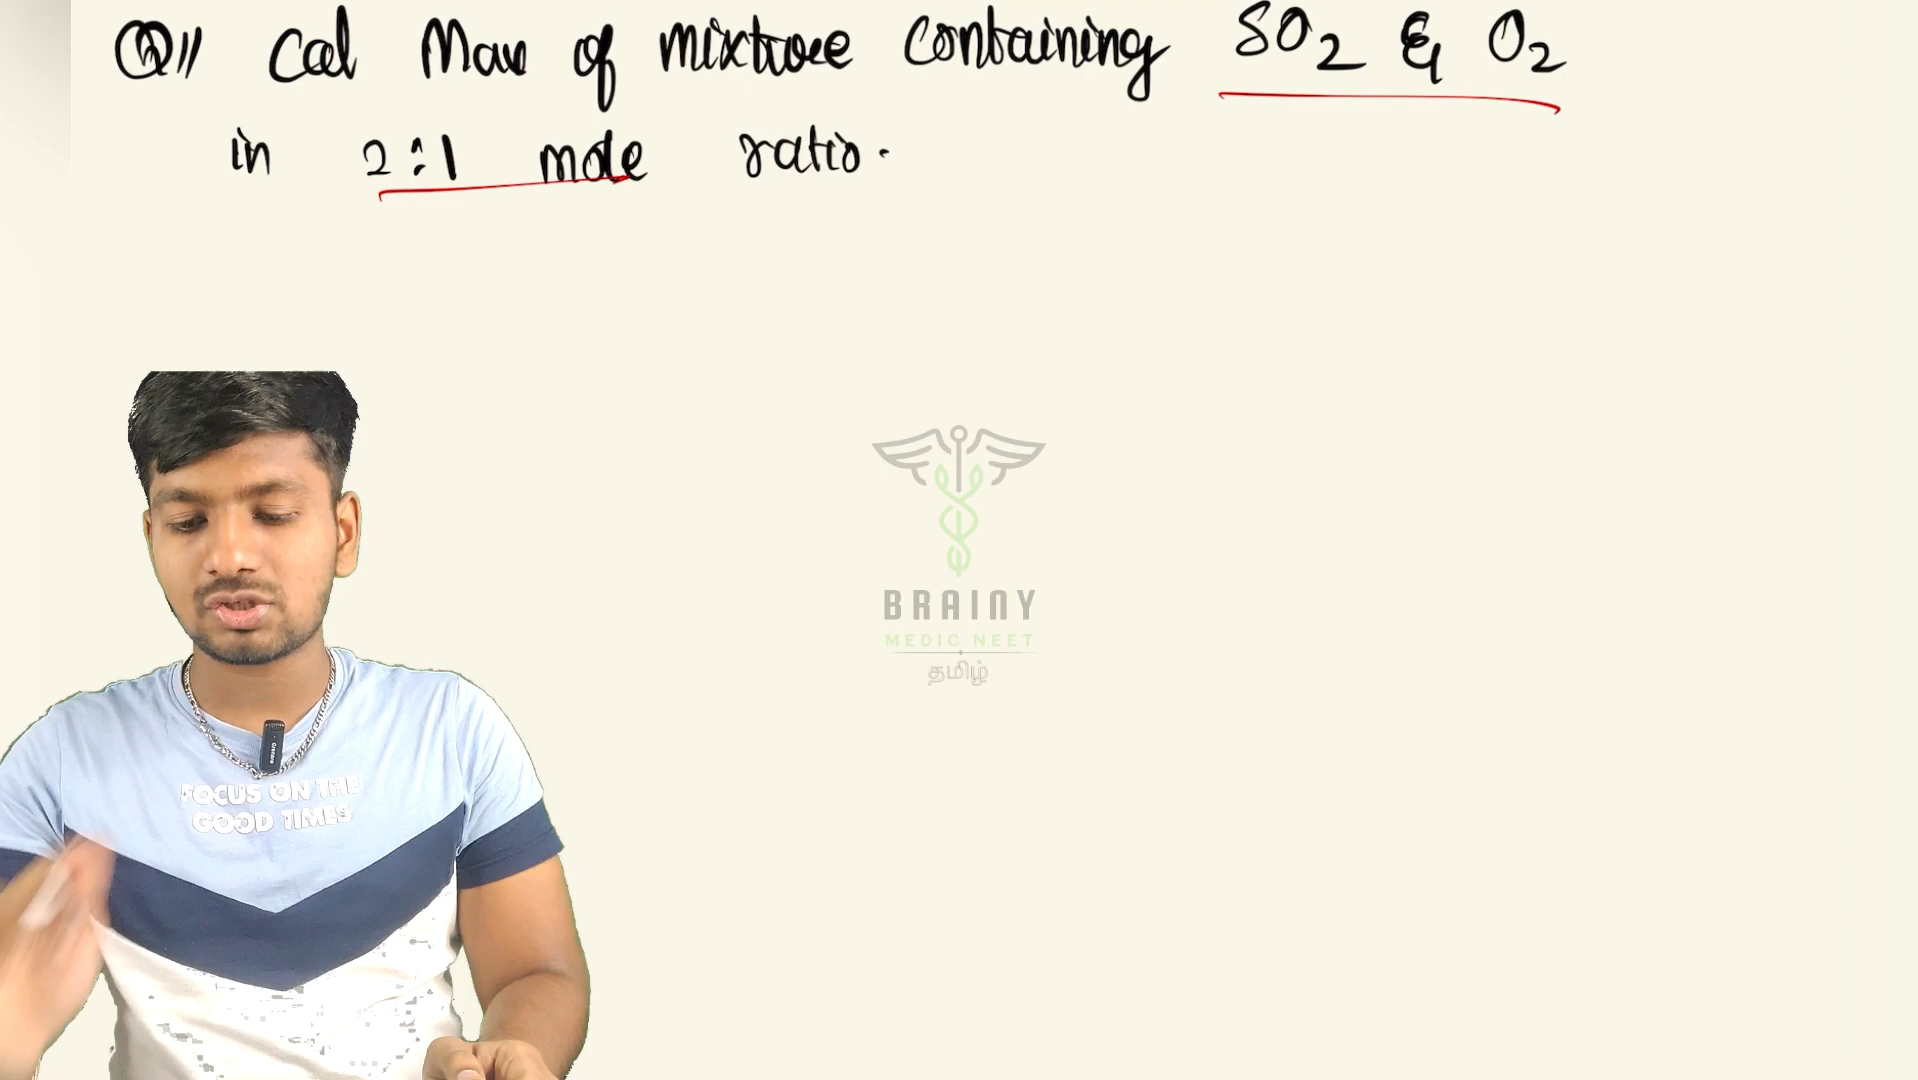 Q11 Cal Mav of mixture containing SO2 & O2
in 2:1 mole ratio.
BRAINY
MEDIC NEET
தமிழ்
FOCUS ON THE
GOOD TIMES